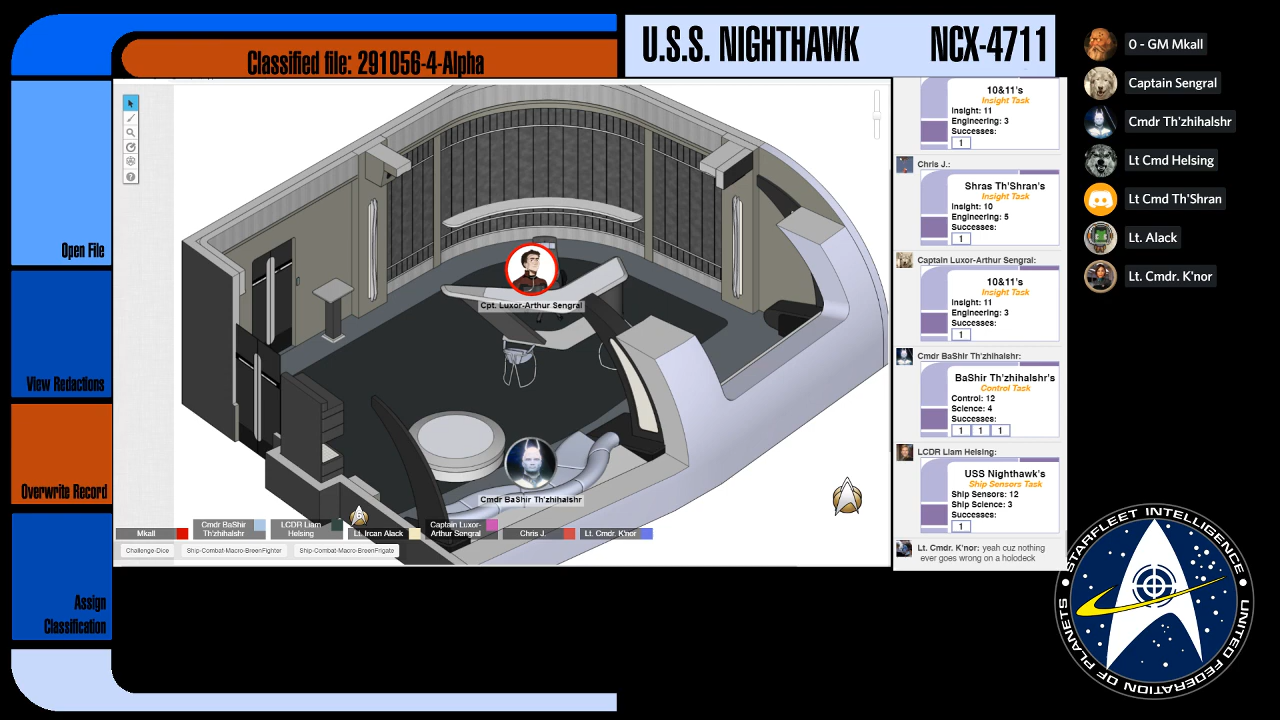 Classified file: 291056-4-Alpha
U.S.S. NIGHTHAWK NCX-4711
Open File
View Redactions
Overwrite Record
Assign
Classification
Cpt. Luxor-Arthur Sengral
Cmdr BaShir Th'zhihalshr
Mkall
Cmdr BaShir
Th'zhihalshr
LCDR Liam
Helsing
Lt. Ircan Alack
Captain Luxor-
Arthur Sengral
Chris J.
Lt. Cmdr. K'nor
Challenge-Dice
Ship-Combat-Macro-BreenFighter
Ship-Combat-Macro-BreenFrigate
10&11's
Insight Task
Insight: 11
Engineering: 3
Successes:
1
Chris J.:
Shras Th'Shran's
Insight Task
Insight: 10
Engineering: 5
Successes:
1
Captain Luxor-Arthur Sengral:
10&11's
Insight Task
Insight: 11
Engineering: 3
Successes:
1
Cmdr BaShir Th'zhihalshr:
BaShir Th'zhihalshr's
Control Task
Control: 12
Science: 4
Successes:
1 1 1
LCDR Liam Helsing:
USS Nighthawk's
Ship Sensors Task
Ship Sensors: 12
Ship Science: 3
Successes:
1
Lt. Cmdr. K'nor: yeah cuz nothing
ever goes wrong on a holodeck
0 - GM Mkall
Captain Sengral
Cmdr Th'zhihalshr
Lt Cmd Helsing
Lt Cmd Th'Shran
Lt. Alack
Lt. Cmdr. K'nor
STARFLEET INTELLIGENCE
UNITED FEDERATION OF PLANETS